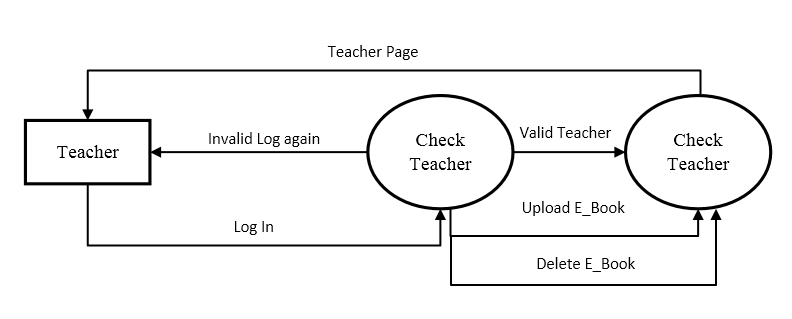 Teacher Page
Teacher
Invalid Log again
Check
Teacher
Valid Teacher
Check
Teacher
Upload E_Book
Log In
Delete E_Book